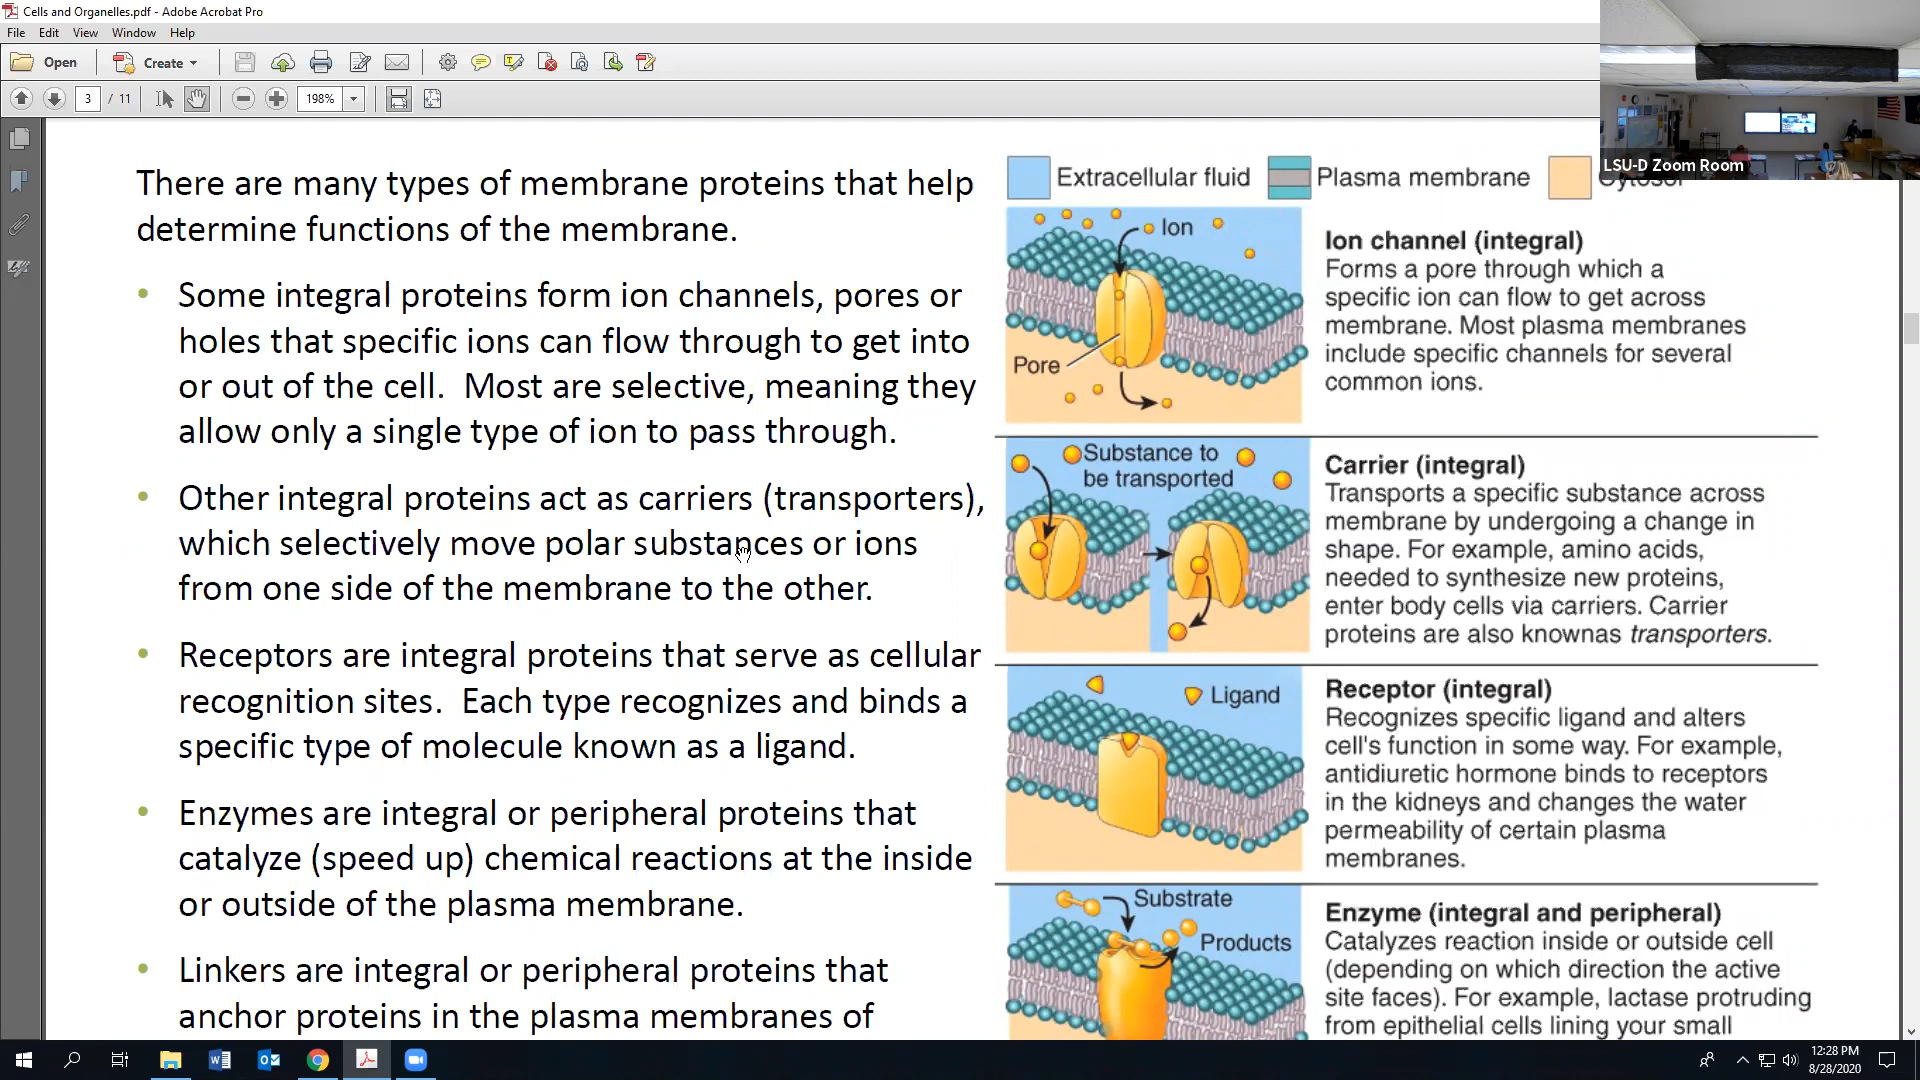 Cells and Organelles.pdf - Adobe Acrobat Pro
File Edit View Window Help
Open Create
3 / 11 198%
LSU-D Zoom Room
There are many types of membrane proteins that help
determine functions of the membrane.
• Some integral proteins form ion channels, pores or
holes that specific ions can flow through to get into
or out of the cell. Most are selective, meaning they
allow only a single type of ion to pass through.
• Other integral proteins act as carriers (transporters),
which selectively move polar substances or ions
from one side of the membrane to the other.
• Receptors are integral proteins that serve as cellular
recognition sites. Each type recognizes and binds a
specific type of molecule known as a ligand.
• Enzymes are integral or peripheral proteins that
catalyze (speed up) chemical reactions at the inside
or outside of the plasma membrane.
• Linkers are integral or peripheral proteins that
anchor proteins in the plasma membranes of
Extracellular fluid Plasma membrane Cytosol
Ion
Pore
Ion channel (integral)
Forms a pore through which a
specific ion can flow to get across
membrane. Most plasma membranes
include specific channels for several
common ions.
Substance to
be transported
Carrier (integral)
Transports a specific substance across
membrane by undergoing a change in
shape. For example, amino acids,
needed to synthesize new proteins,
enter body cells via carriers. Carrier
proteins are also knownas transporters.
Ligand
Receptor (integral)
Recognizes specific ligand and alters
cell's function in some way. For example,
antidiuretic hormone binds to receptors
in the kidneys and changes the water
permeability of certain plasma
membranes.
Substrate
Products
Enzyme (integral and peripheral)
Catalyzes reaction inside or outside cell
(depending on which direction the active
site faces). For example, lactase protruding
from epithelial cells lining your small
12:28 PM
8/28/2020